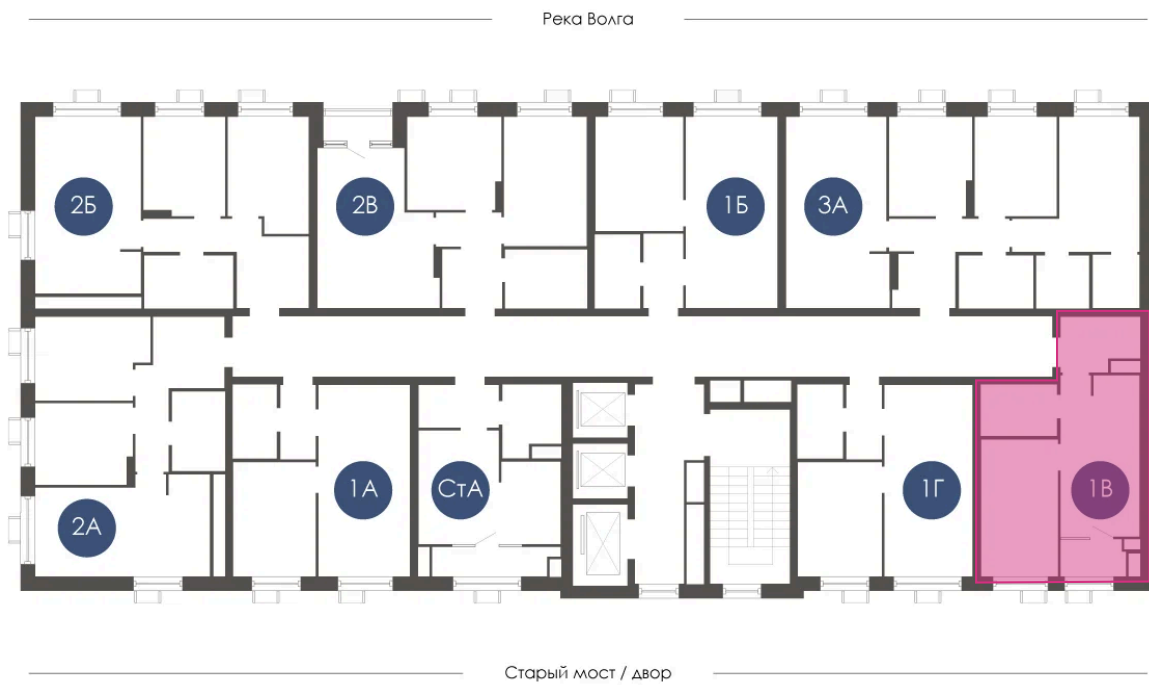 Река Волга
2Б
2В
1Б
3А
2А
1А
СтА
1Г
1В
Старый мост / двор